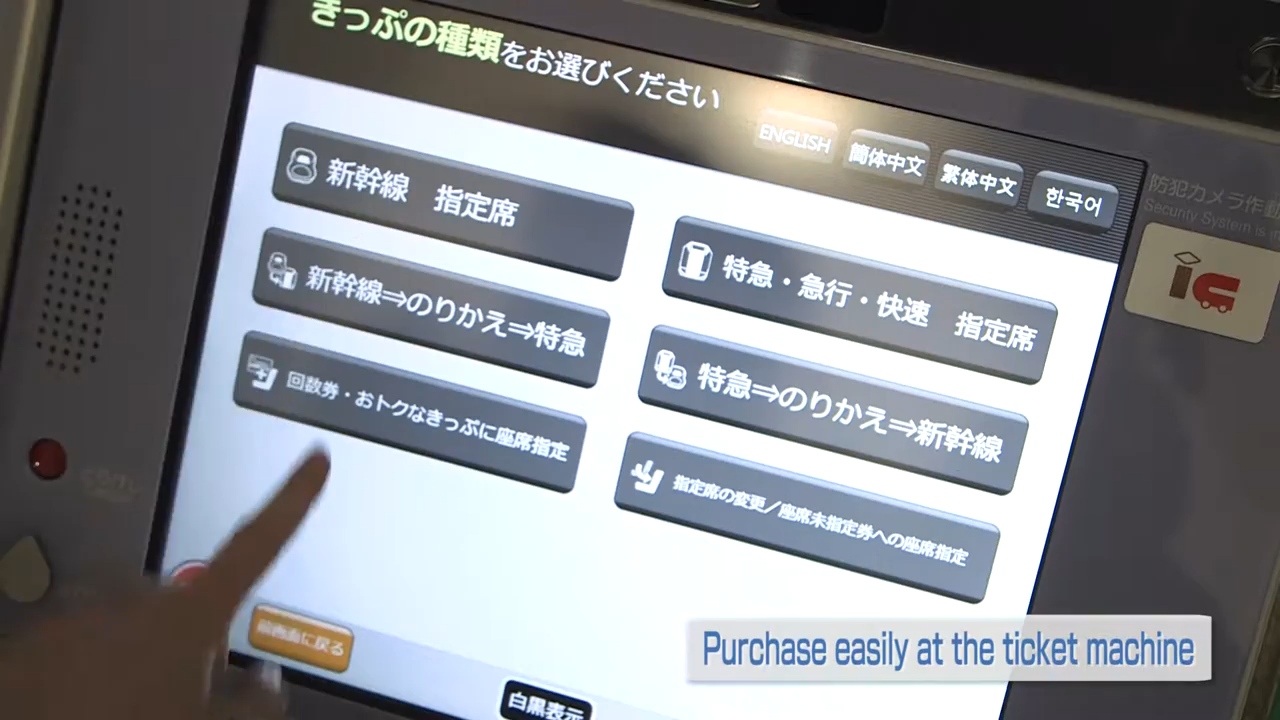 きっぷの種類をお選びください
ENGLISH
简体中文
繁体中文
한국어
新幹線 指定席
特急・急行・快速 指定席
新幹線⇒のりかえ⇒特急
特急⇒のりかえ⇒新幹線
回数券・おトクなきっぷに座席指定
指定席の変更/座席未指定券への座席指定
前画面に戻る
白黒表示
防犯カメラ作動
Security System is
IC
Purchase easily at the ticket machine